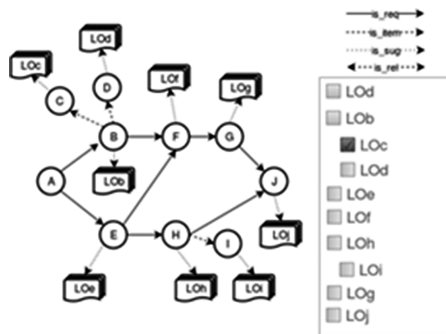 LOd
is_req
LOc
is_item
LOf
is_sug
D
LOg
is_rel
C
LOd
B
F
G
LOb
LOc
A
LOb
J
LOd
LOe
E
H
I
LOj
LOf
LOh
LOe
LOh
LOi
LOi
LOg
LOj